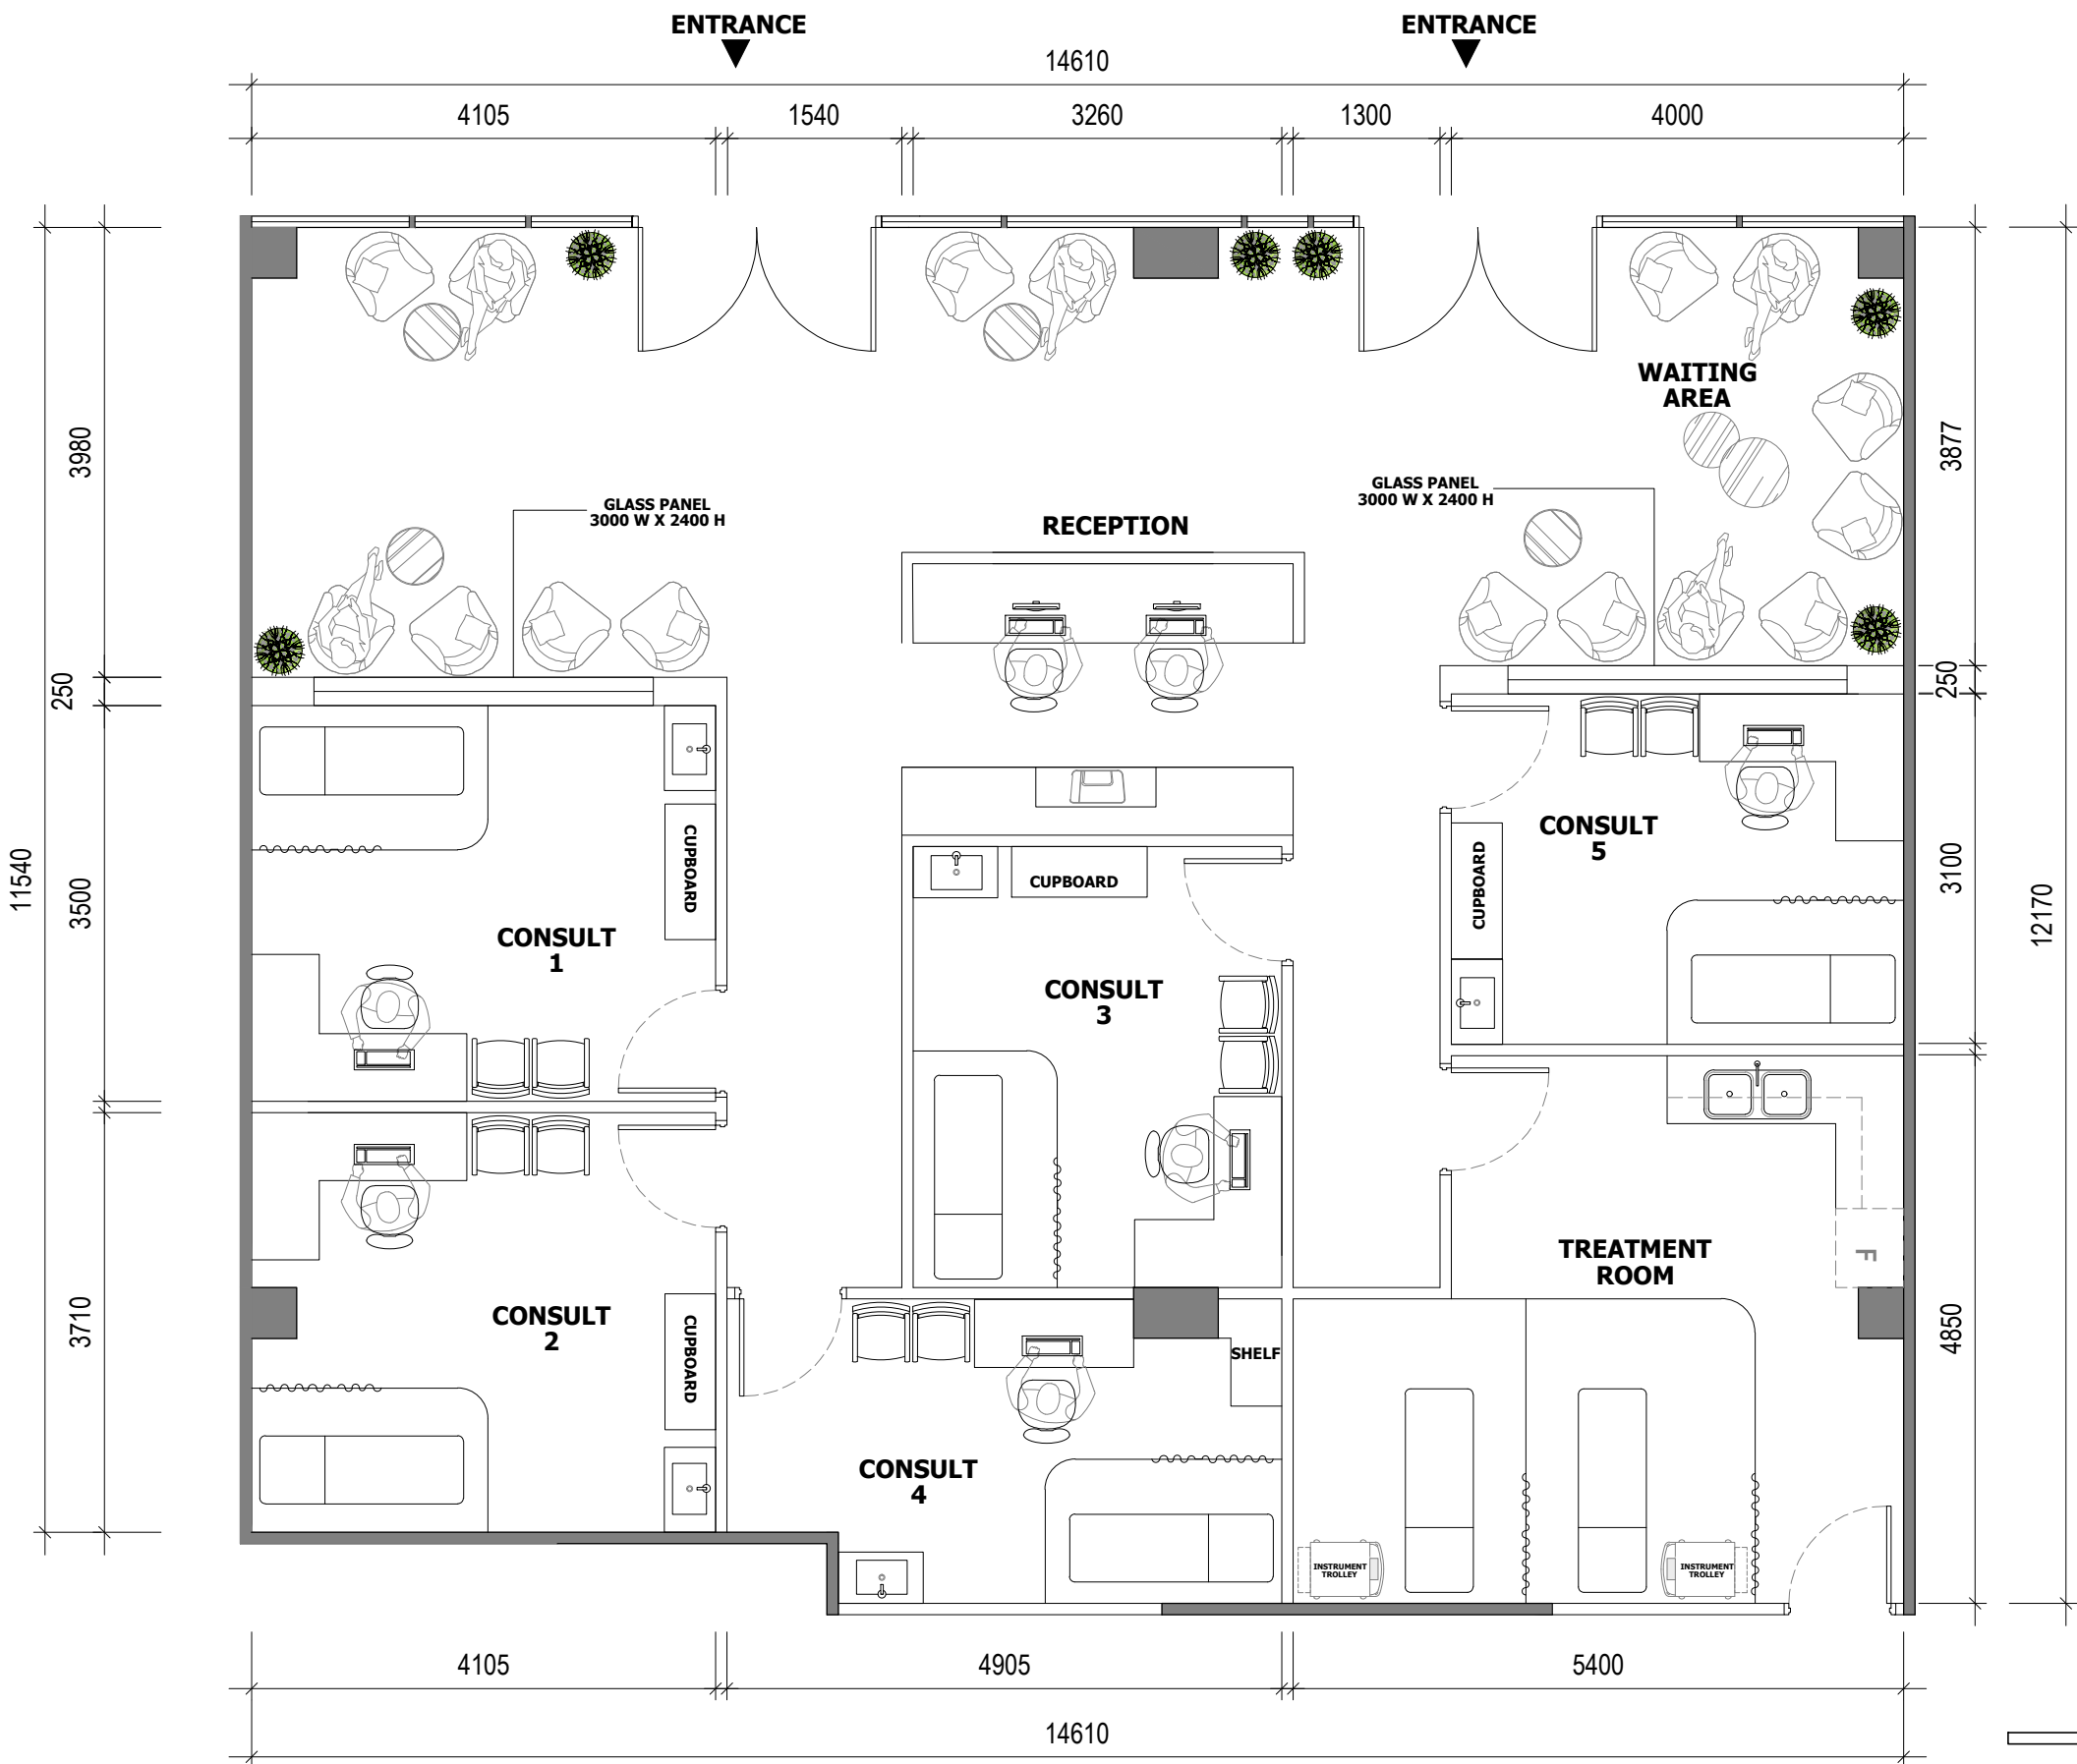 ENTRANCE
ENTRANCE
14610
4105
1540
3260
1300
4000
WAITING
AREA
3980
3877
GLASS PANEL
3000 W X 2400 H
GLASS PANEL
3000 W X 2400 H
RECEPTION
250
250
CONSULT
5
CUPBOARD
CUPBOARD
CUPBOARD
11540
3500
3100
12170
CONSULT
1
CONSULT
3
TREATMENT
ROOM
F
CONSULT
2
CUPBOARD
3710
4850
SHELF
CONSULT
4
INSTRUMENT
TROLLEY
INSTRUMENT
TROLLEY
4105
4905
5400
14610